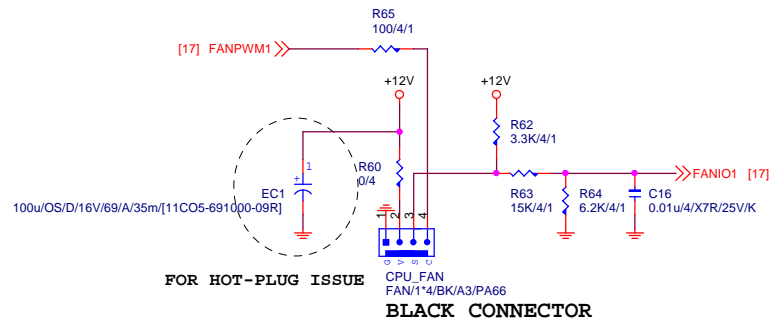 R65
100/4/1
[17] FANPWM1
+12V
+12V
R62
3.3K/4/1
1
+
EC1
100u/OS/D/16V/69/A/35m/[11CO5-691000-09R]
R60
0/4
FANIO1 [17]
R63
15K/4/1
R64
6.2K/4/1
C16
0.01u/4/X7R/25V/K
1
2
3
4
G
V
S
C
FOR HOT-PLUG ISSUE
CPU_FAN
FAN/1*4/BK/A3/PA66
BLACK CONNECTOR